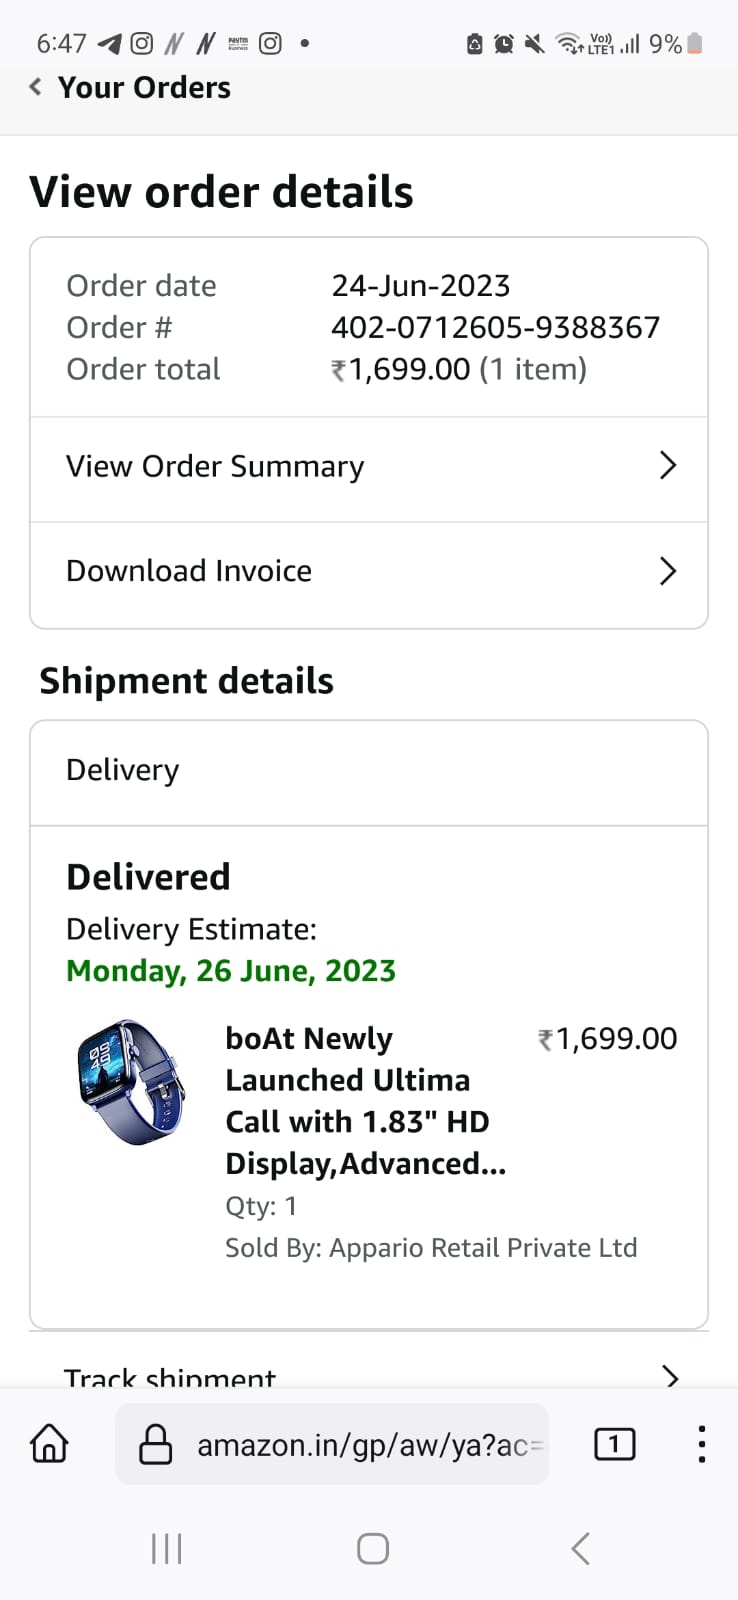 6:47
Paytm
Business
Vo))
LTE1
9%
Your Orders
View order details
Order date 24-Jun-2023
Order # 402-0712605-9388367
Order total ₹1,699.00 (1 item)
View Order Summary
Download Invoice
Shipment details
Delivery
Delivered
Delivery Estimate:
Monday, 26 June, 2023
boAt Newly ₹1,699.00
Launched Ultima
Call with 1.83" HD
Display,Advanced...
Qty: 1
Sold By: Appario Retail Private Ltd
Track shipment
amazon.in/gp/aw/ya?ac=
1